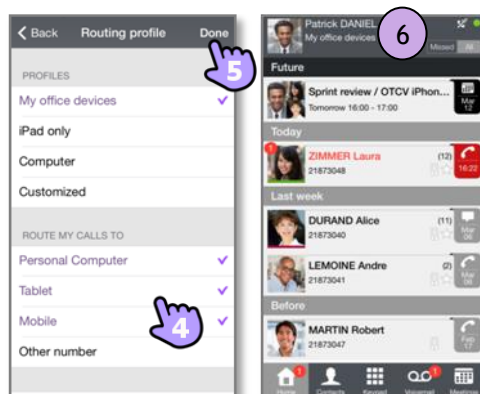 Back Routing profile Done
5
PROFILES
My office devices
iPad only
Computer
Customized
ROUTE MY CALLS TO
Personal Computer
Tablet
Mobile
4
Other number
Patrick DANIEL
My office devices
6
Missed All
Future
Sprint review / OTCV iPhon...
Tomorrow 16:00 - 17:00
Mar
12
Today
1
ZIMMER Laura (12)
21873048
16:22
Last week
DURAND Alice (11)
21873040
Mar
06
LEMOINE Andre (2)
21873041
Mar
06
Before
MARTIN Robert
21873047
Feb
17
1
1
Home Contacts Keypad Voicemail Meetings